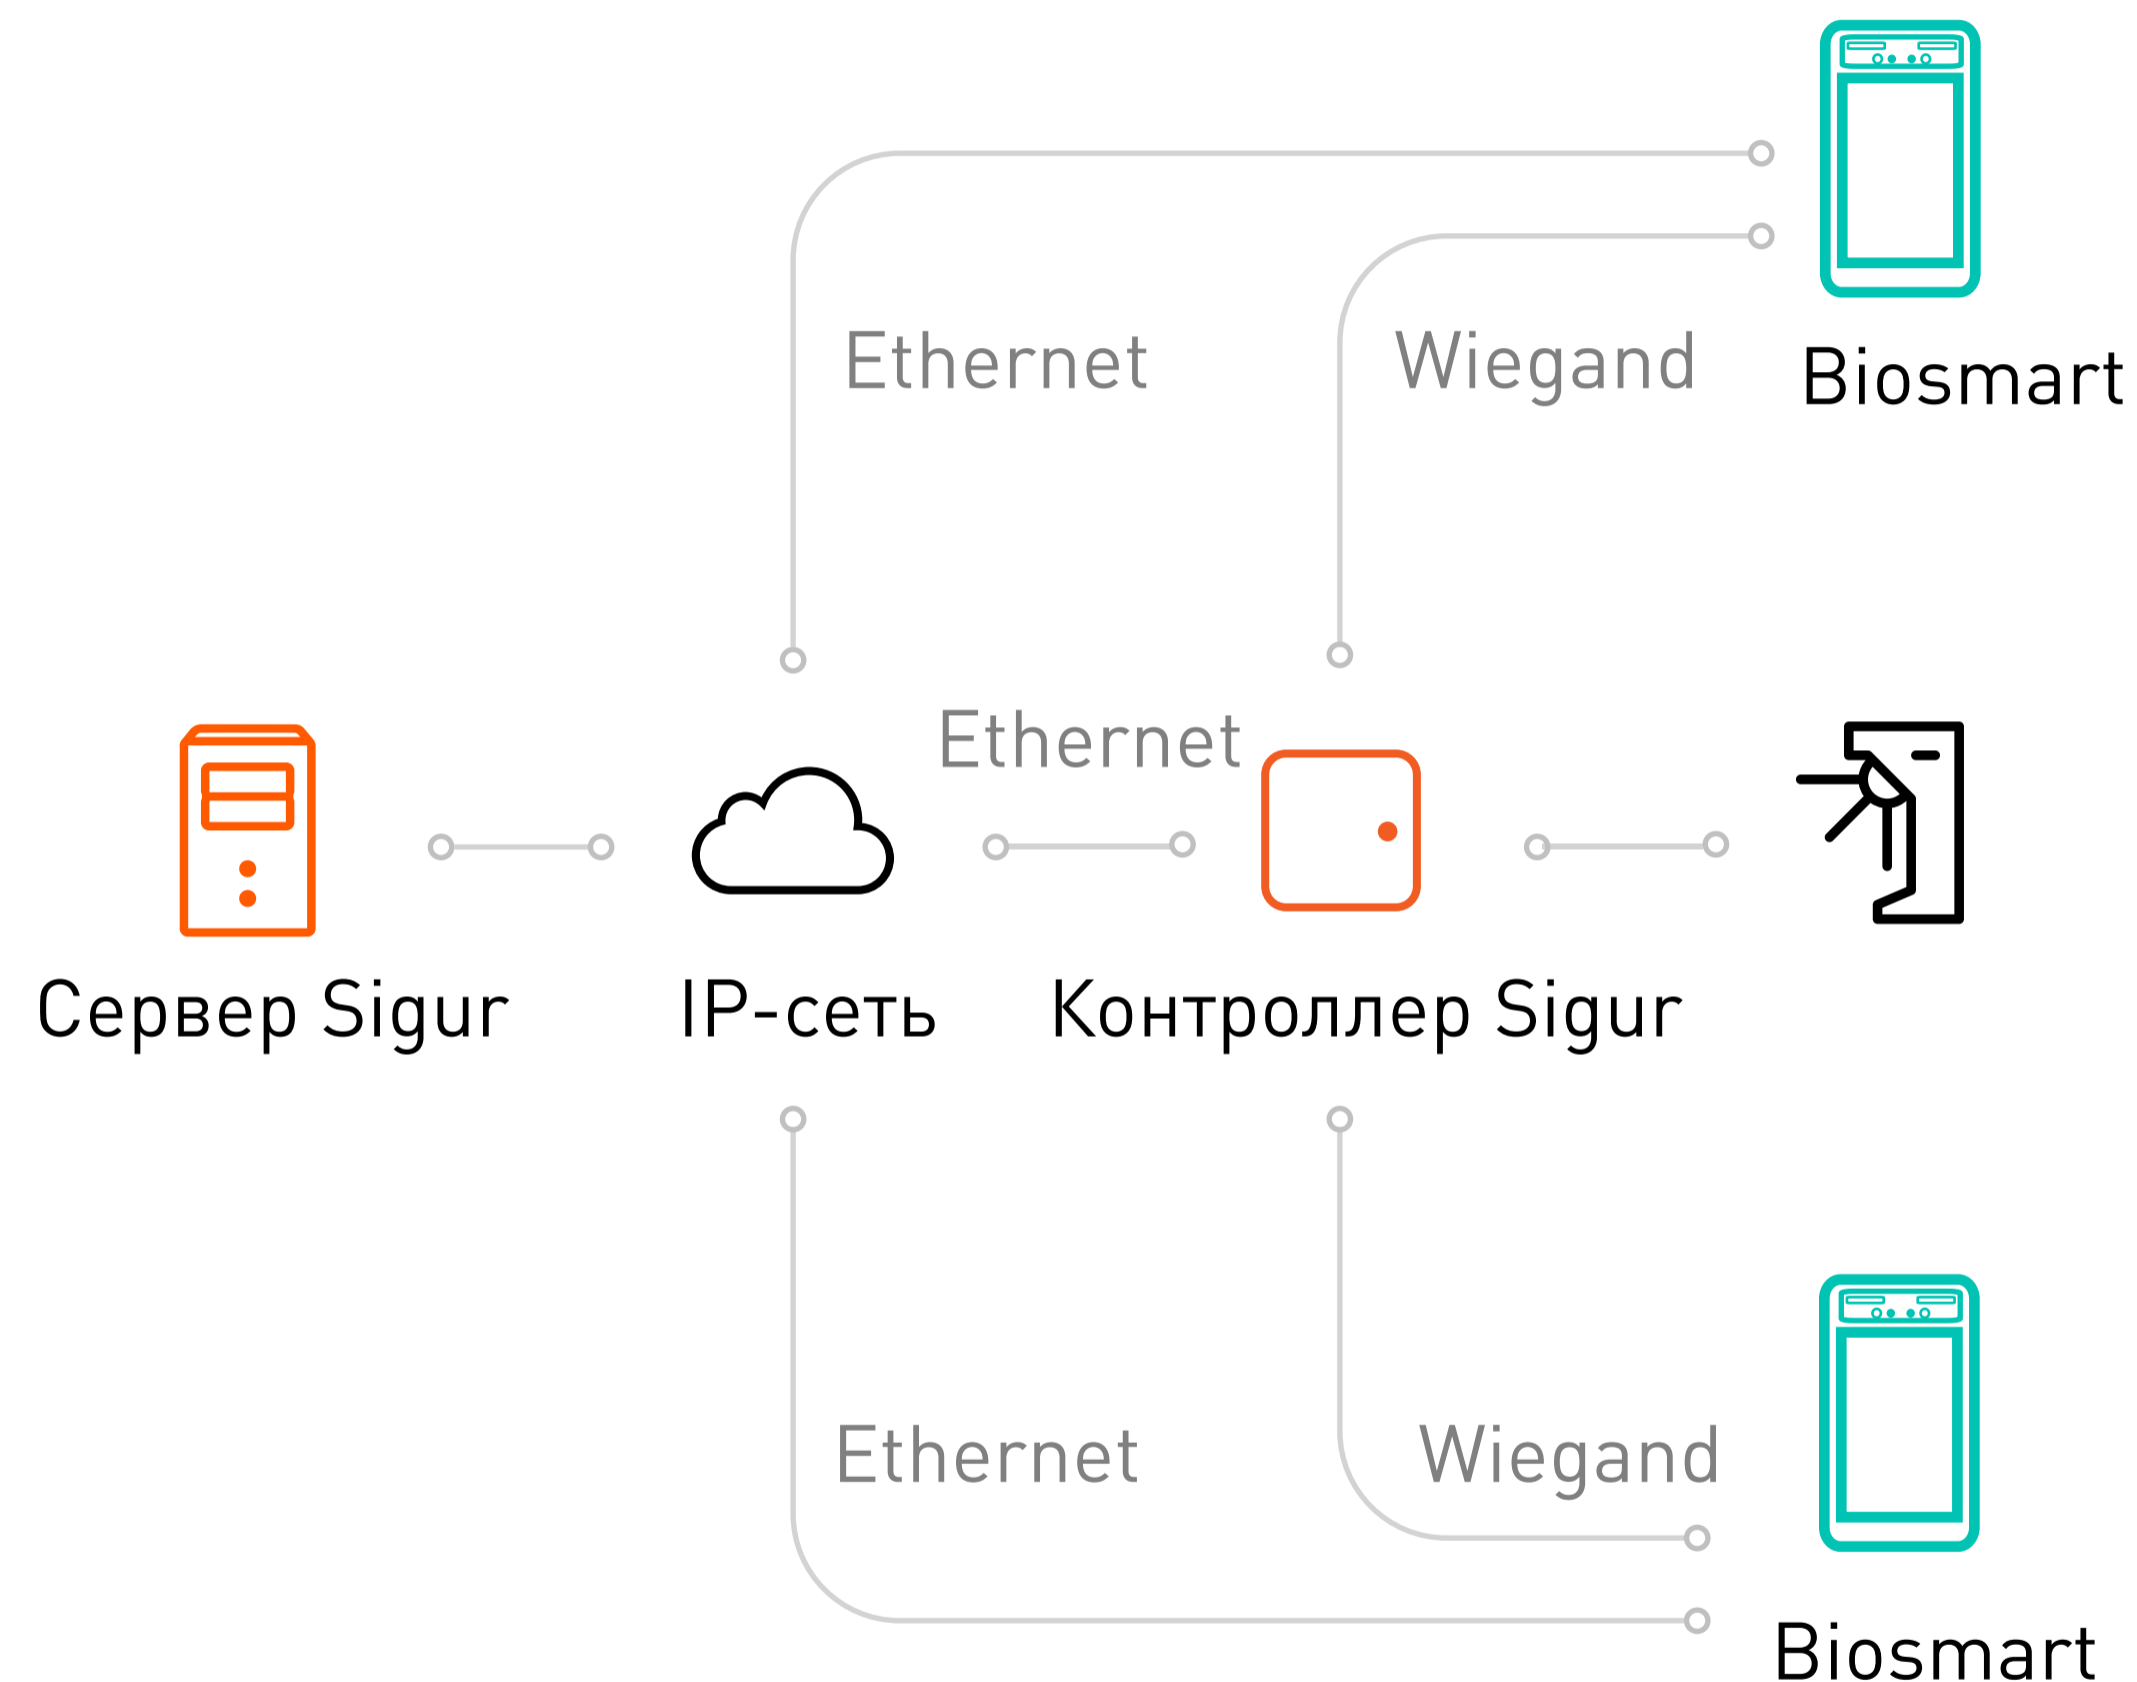 Ethernet
Wiegand
Biosmart
Ethernet
Сервер Sigur
IP-сеть
Контроллер Sigur
Ethernet
Wiegand
Biosmart